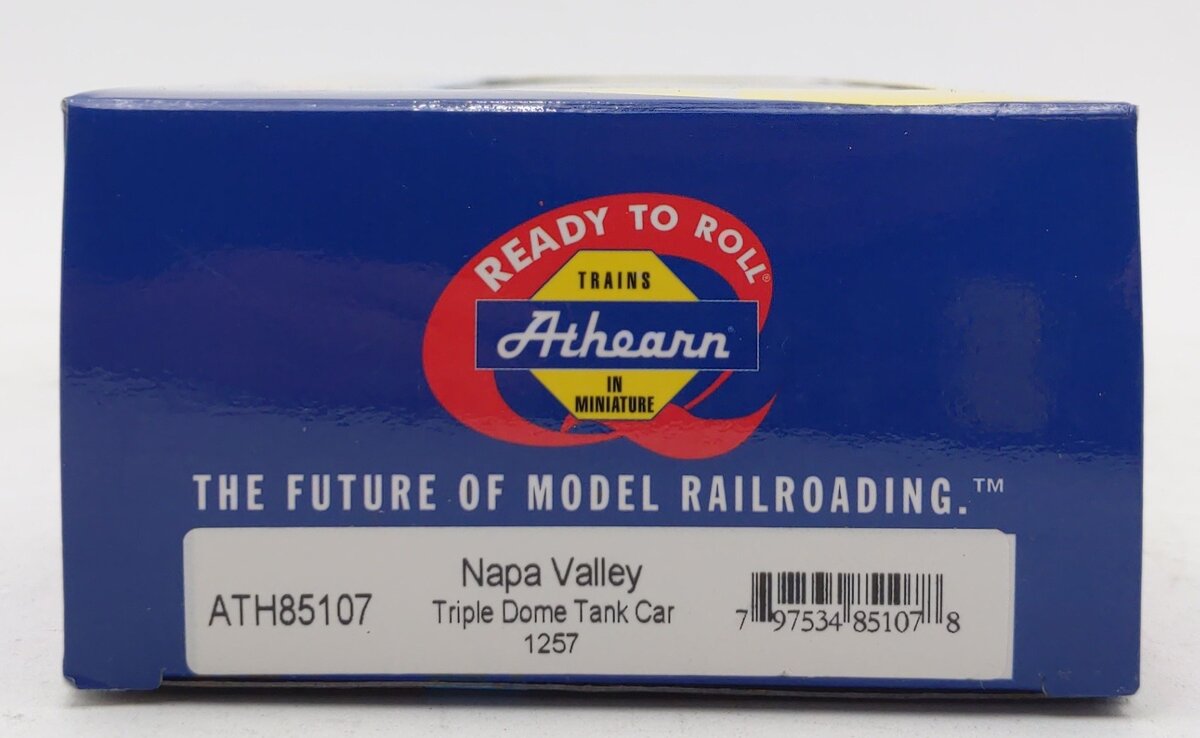 READY TO ROLL®
TRAINS
Athearn®
IN
MINIATURE
THE FUTURE OF MODEL RAILROADING.™
ATH85107
Napa Valley
Triple Dome Tank Car
1257
7 97534 85107 8